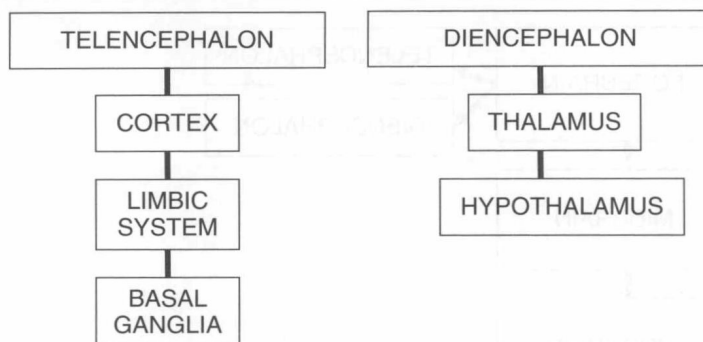 TELENCEPHALON
CORTEX
LIMBIC
SYSTEM
BASAL
GANGLIA
DIENCEPHALON
THALAMUS
HYPOTHALAMUS